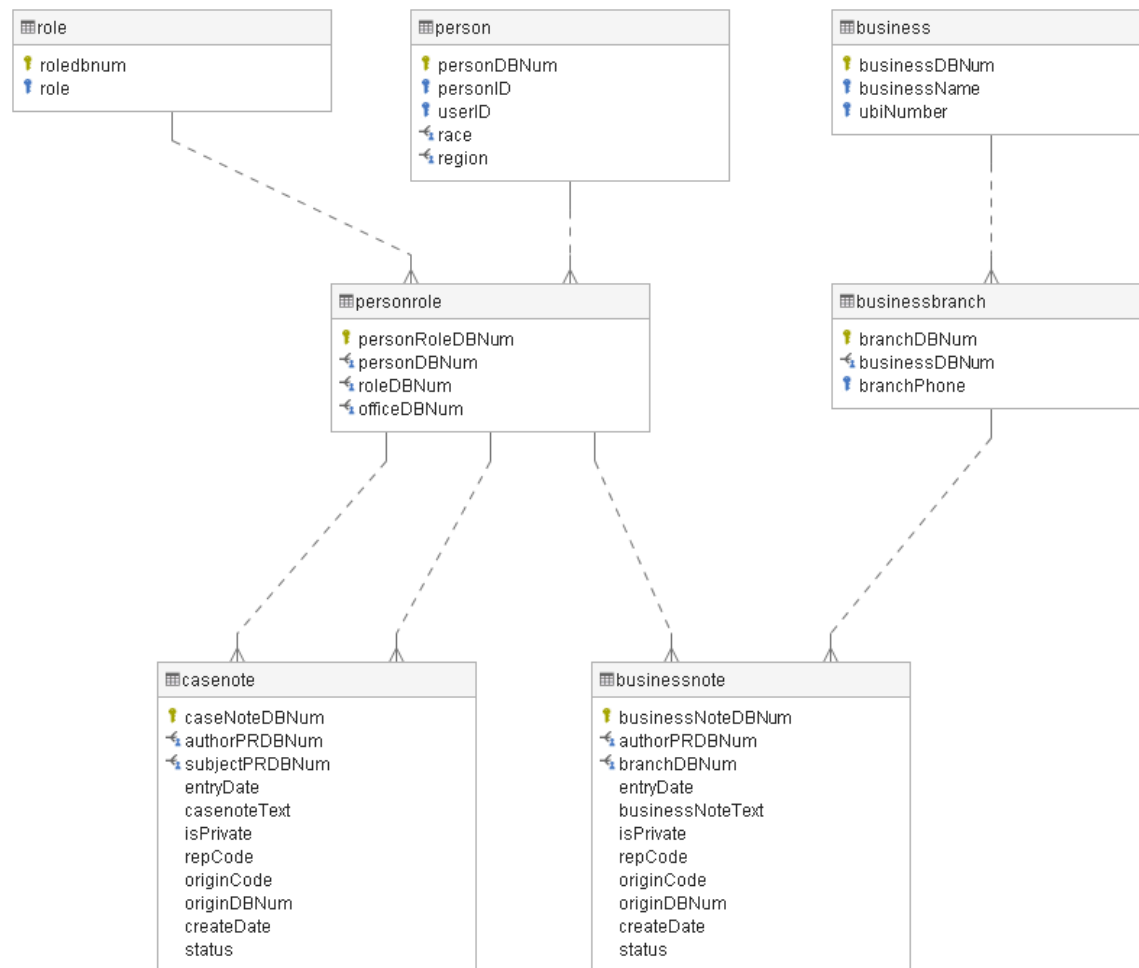 role
roledbnum
role
person
personDBNum
personID
userID
race
region
business
businessDBNum
businessName
ubiNumber
personrole
personRoleDBNum
personDBNum
roleDBNum
officeDBNum
businessbranch
branchDBNum
businessDBNum
branchPhone
casenote
caseNoteDBNum
authorPRDBNum
subjectPRDBNum
entryDate
casenoteText
isPrivate
repCode
originCode
originDBNum
createDate
status
businessnote
businessNoteDBNum
authorPRDBNum
branchDBNum
entryDate
businessNoteText
isPrivate
repCode
originCode
originDBNum
createDate
status